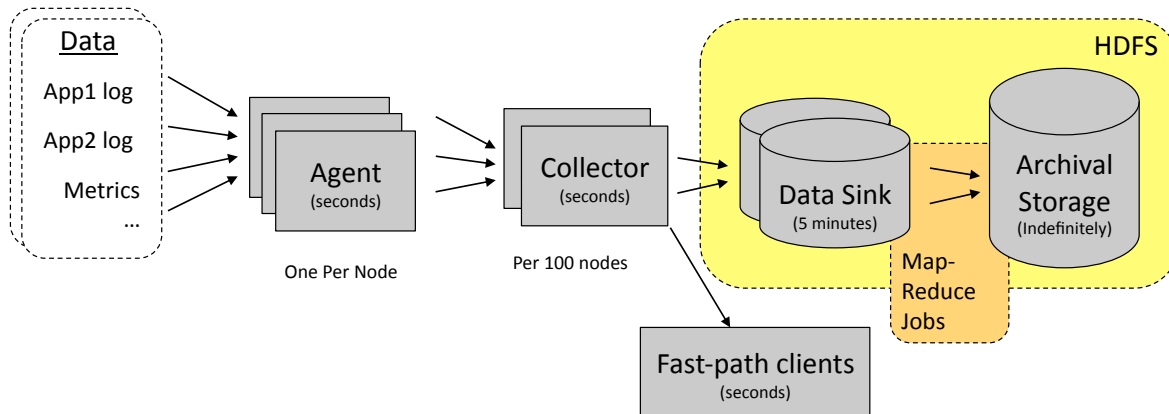 Data
App1 log
App2 log
Metrics
...
Agent
(seconds)
One Per Node
Collector
(seconds)
Per 100 nodes
Fast-path clients
(seconds)
HDFS
Data Sink
(5 minutes)
Map-
Reduce
Jobs
Archival
Storage
(Indefinitely)